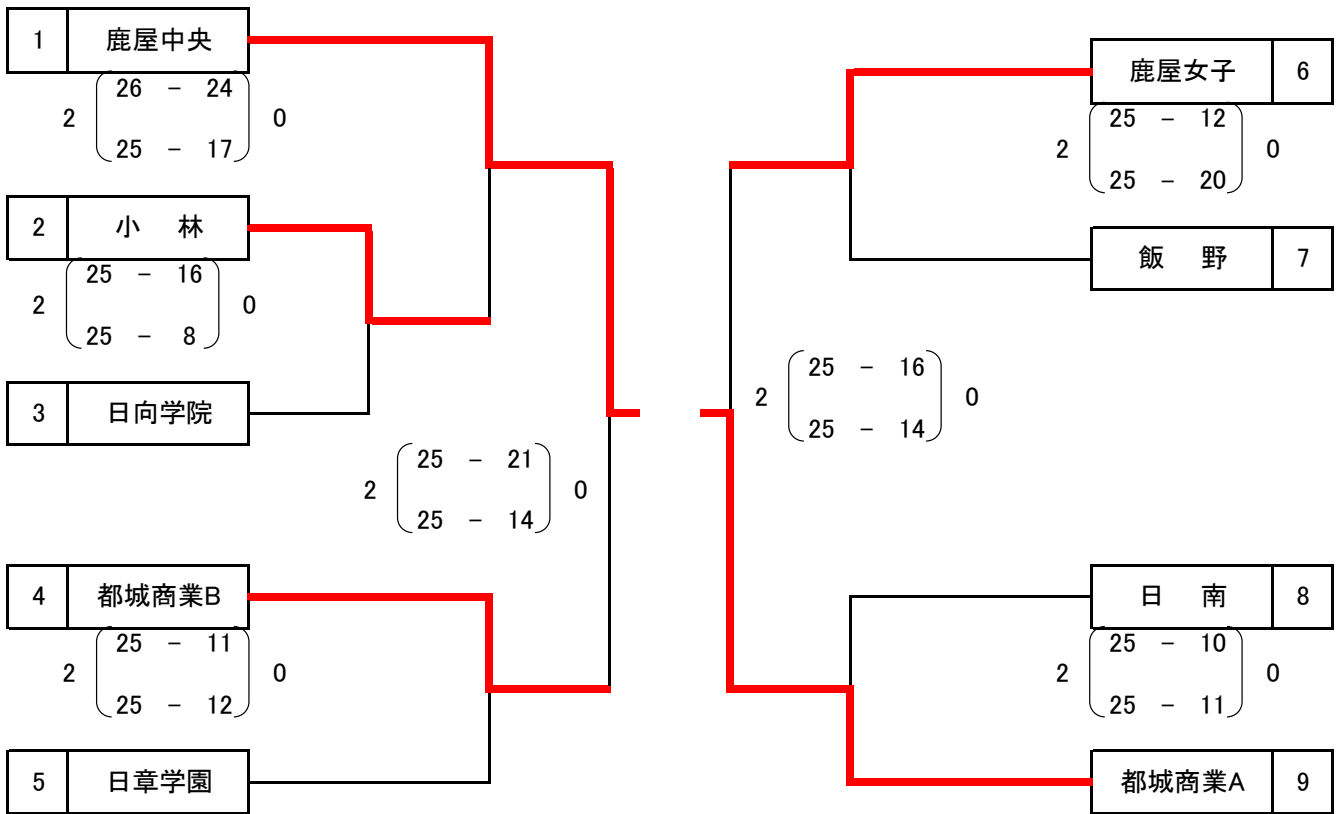 1 鹿屋中央
26 － 24
2 0
25 － 17
2 小　林
25 － 16
2 0
25 － 8
3 日向学院
25 － 21
2 0
25 － 14
4 都城商業B
25 － 11
2 0
25 － 12
5 日章学園
鹿屋女子 6
25 － 12
2 0
25 － 20
飯　野 7
25 － 16
2 0
25 － 14
日　南 8
25 － 10
2 0
25 － 11
都城商業A 9